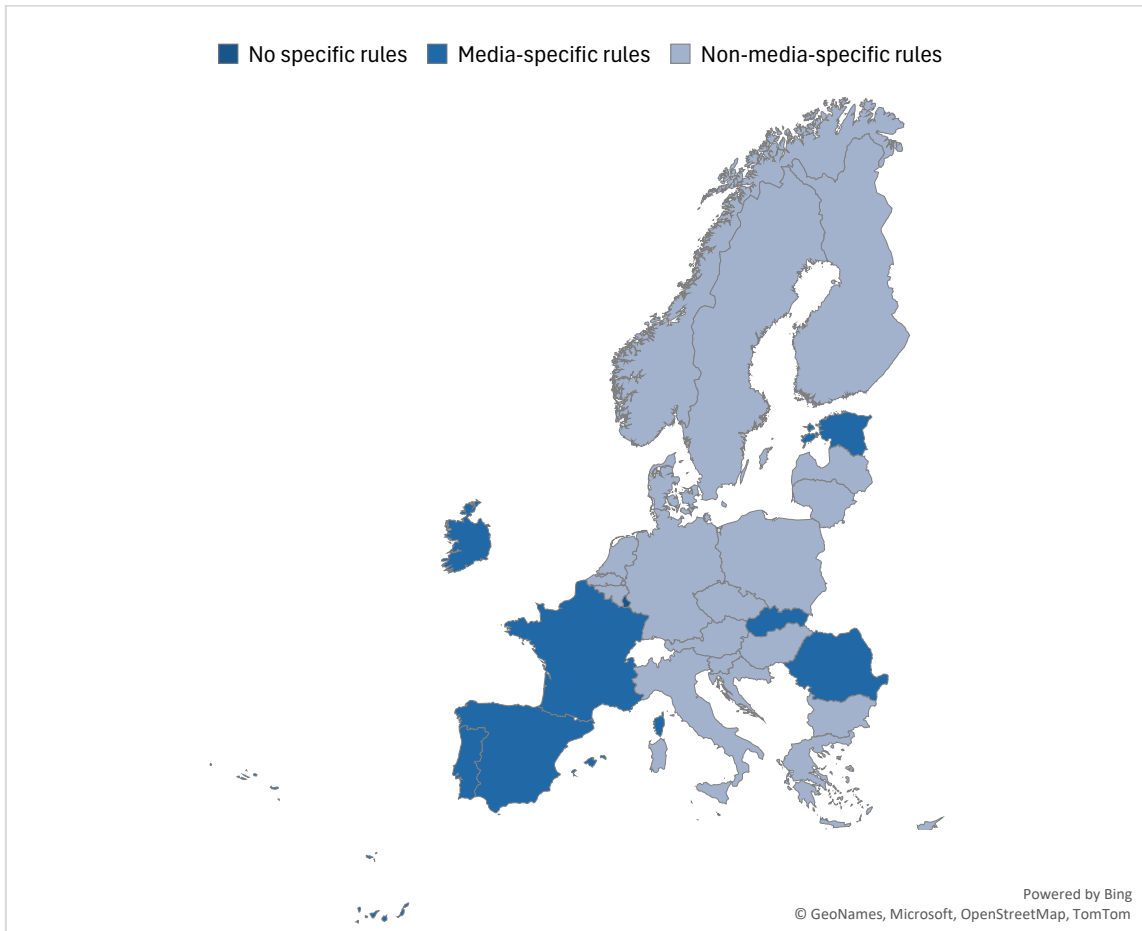 No specific rules Media-specific rules Non-media-specific rules
Powered by Bing
© GeoNames, Microsoft, OpenStreetMap, TomTom